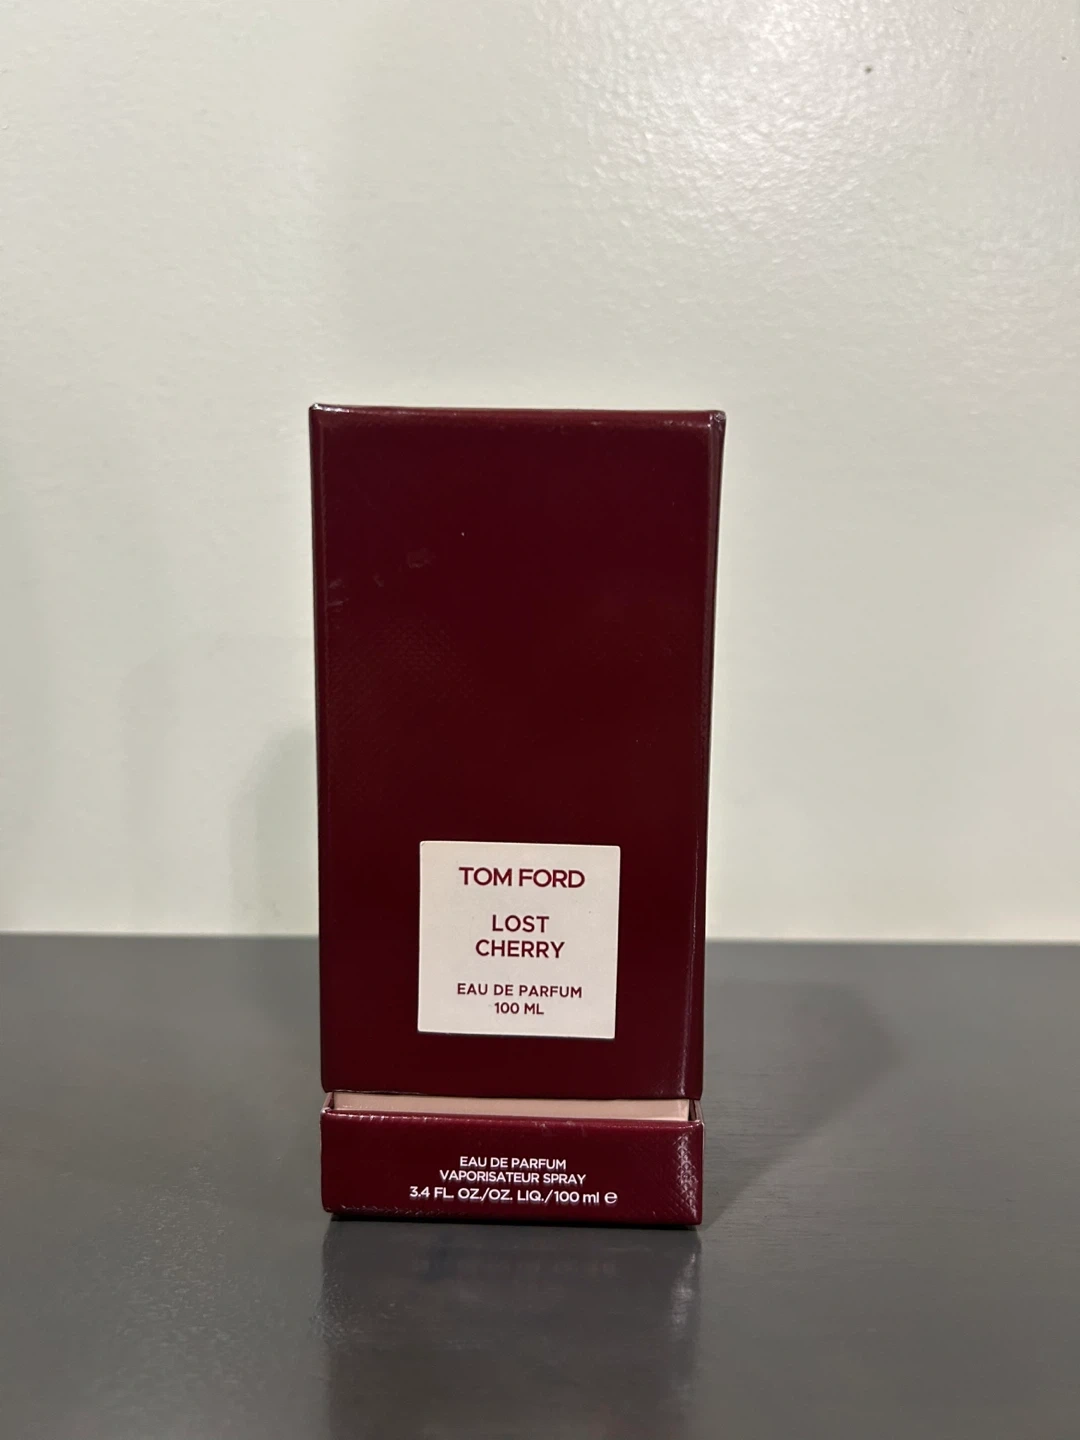 TOM FORD
LOST
CHERRY
EAU DE PARFUM
100 ML
EAU DE PARFUM
VAPORISATEUR SPRAY
3.4 FL. OZ./OZ. LIQ./100 ml ℮